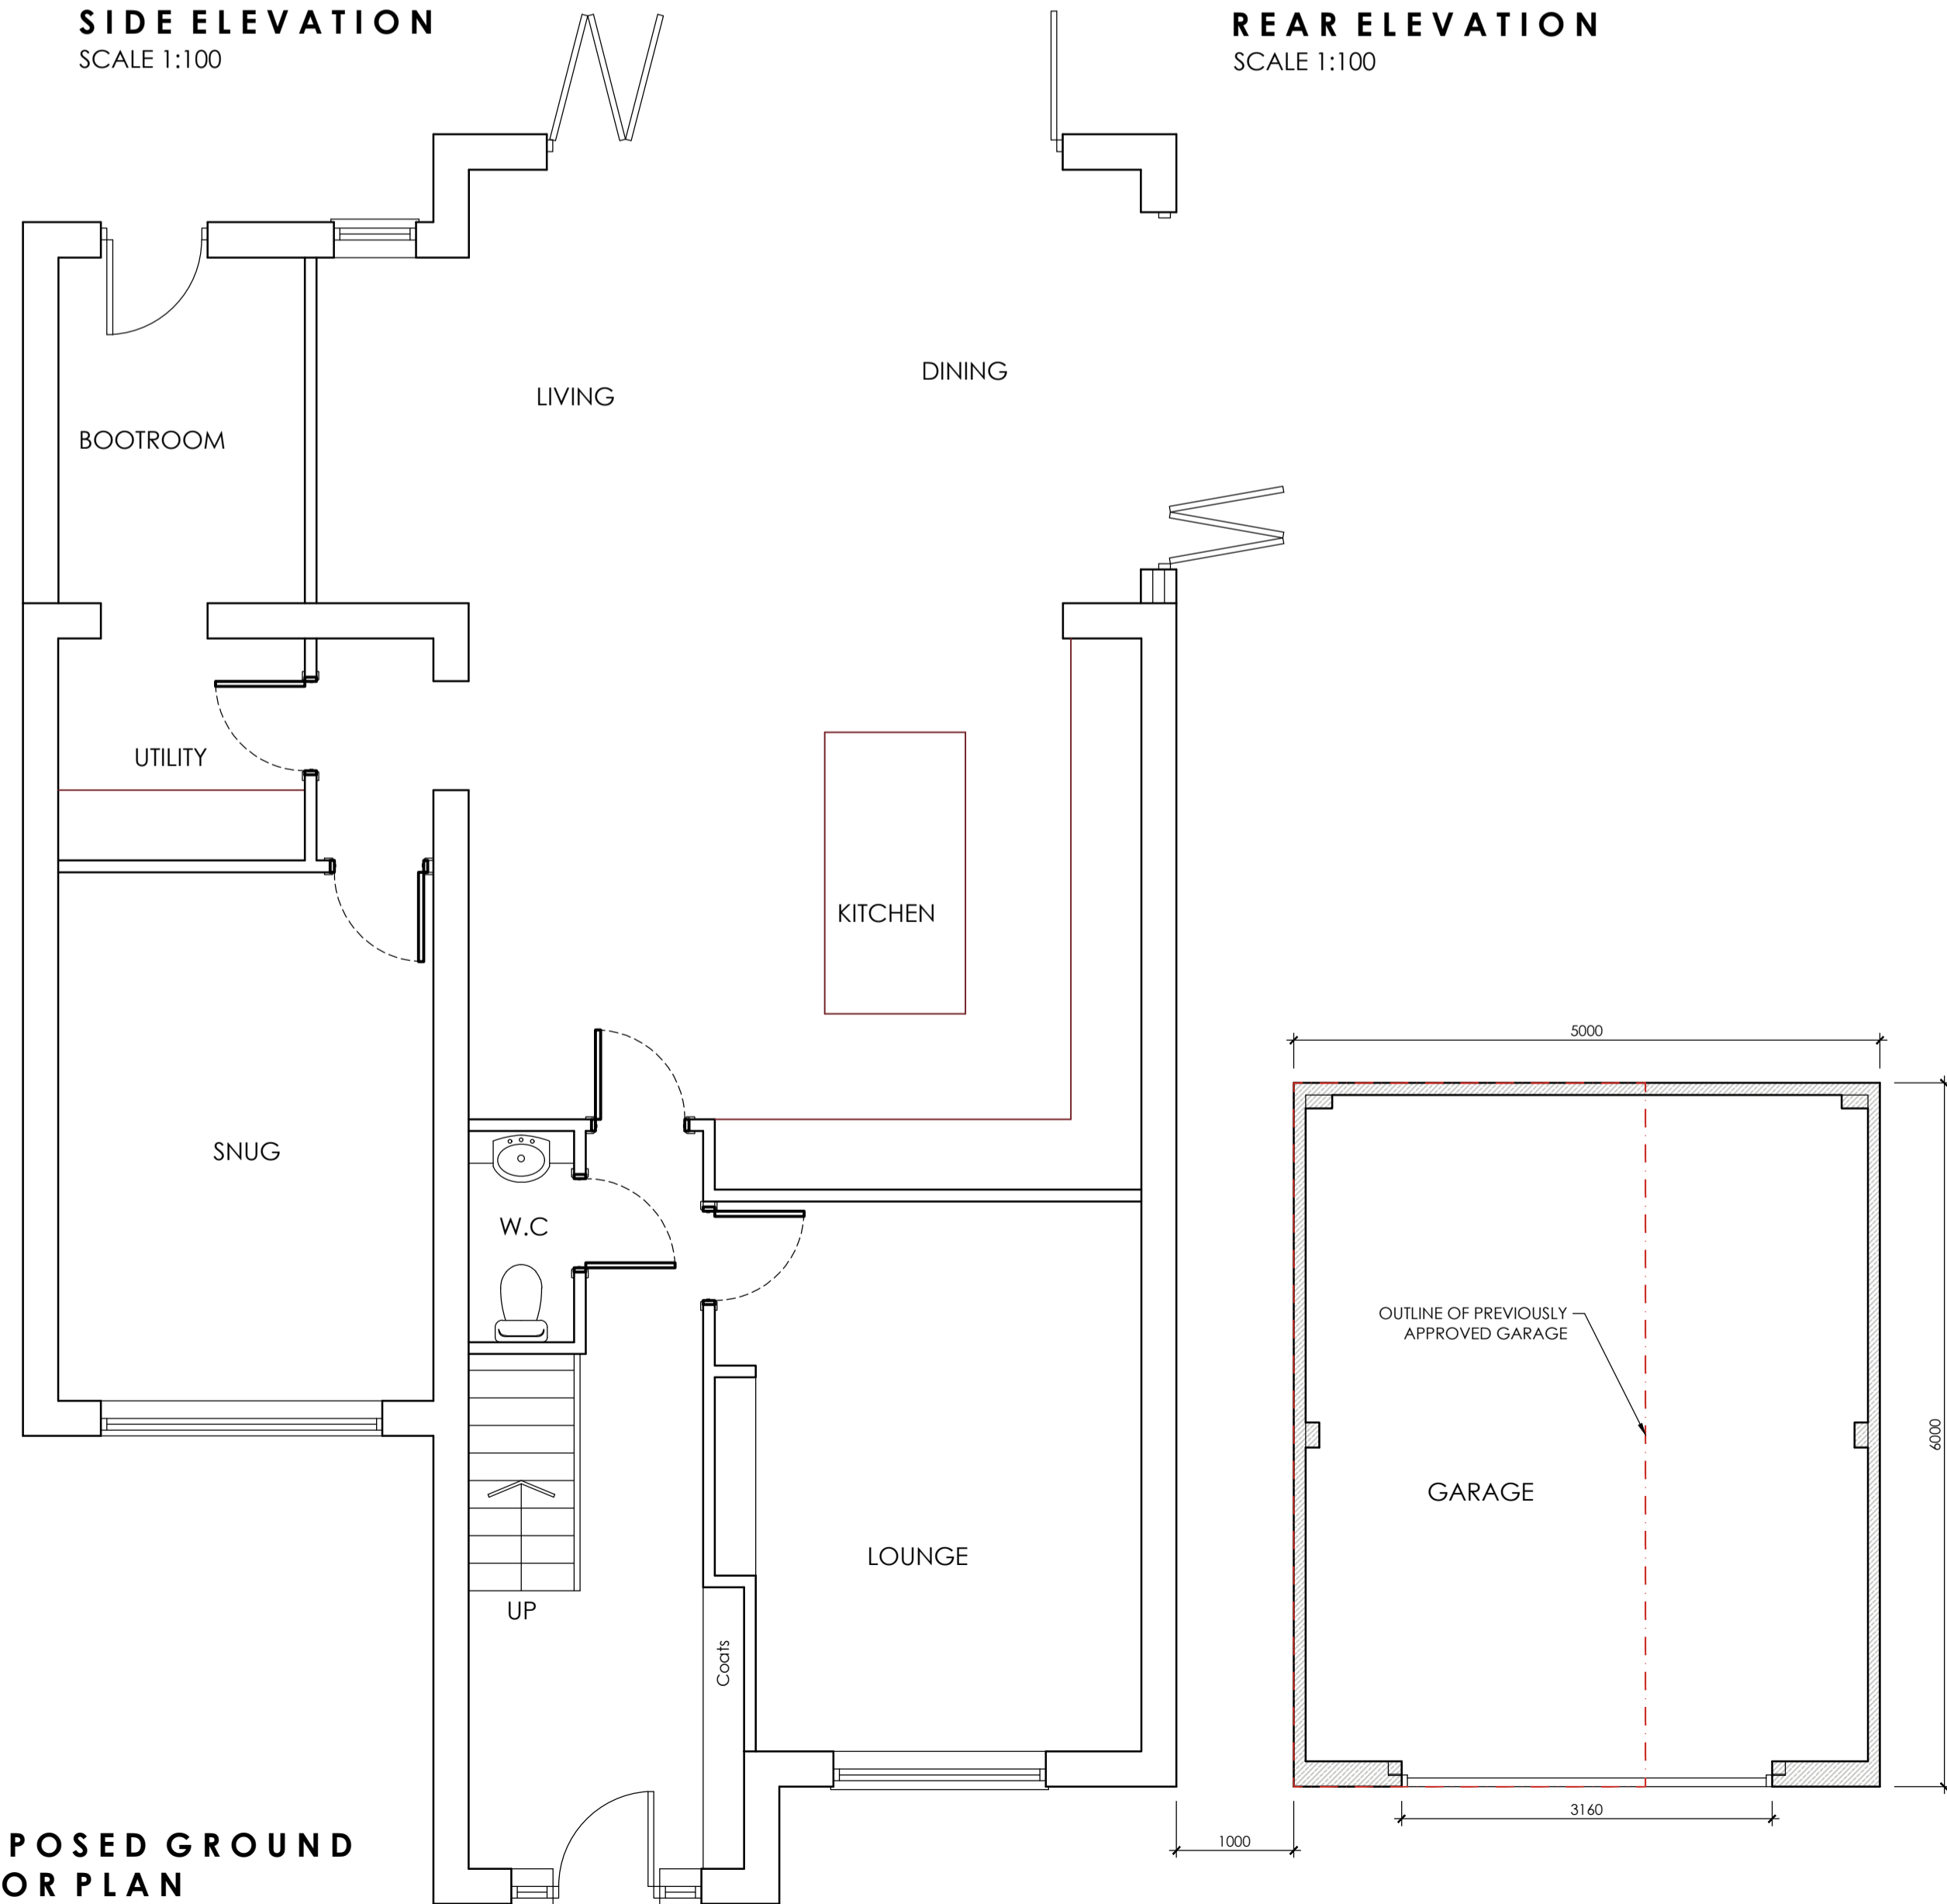 SIDE ELEVATION
SCALE 1:100
REAR ELEVATION
SCALE 1:100
DINING
LIVING
BOOTROOM
UTILITY
KITCHEN
5000
SNUG
W.C
OUTLINE OF PREVIOUSLY
APPROVED GARAGE
6000
GARAGE
LOUNGE
UP
Coats
3160
1000
POSED GROUND
OR PLAN